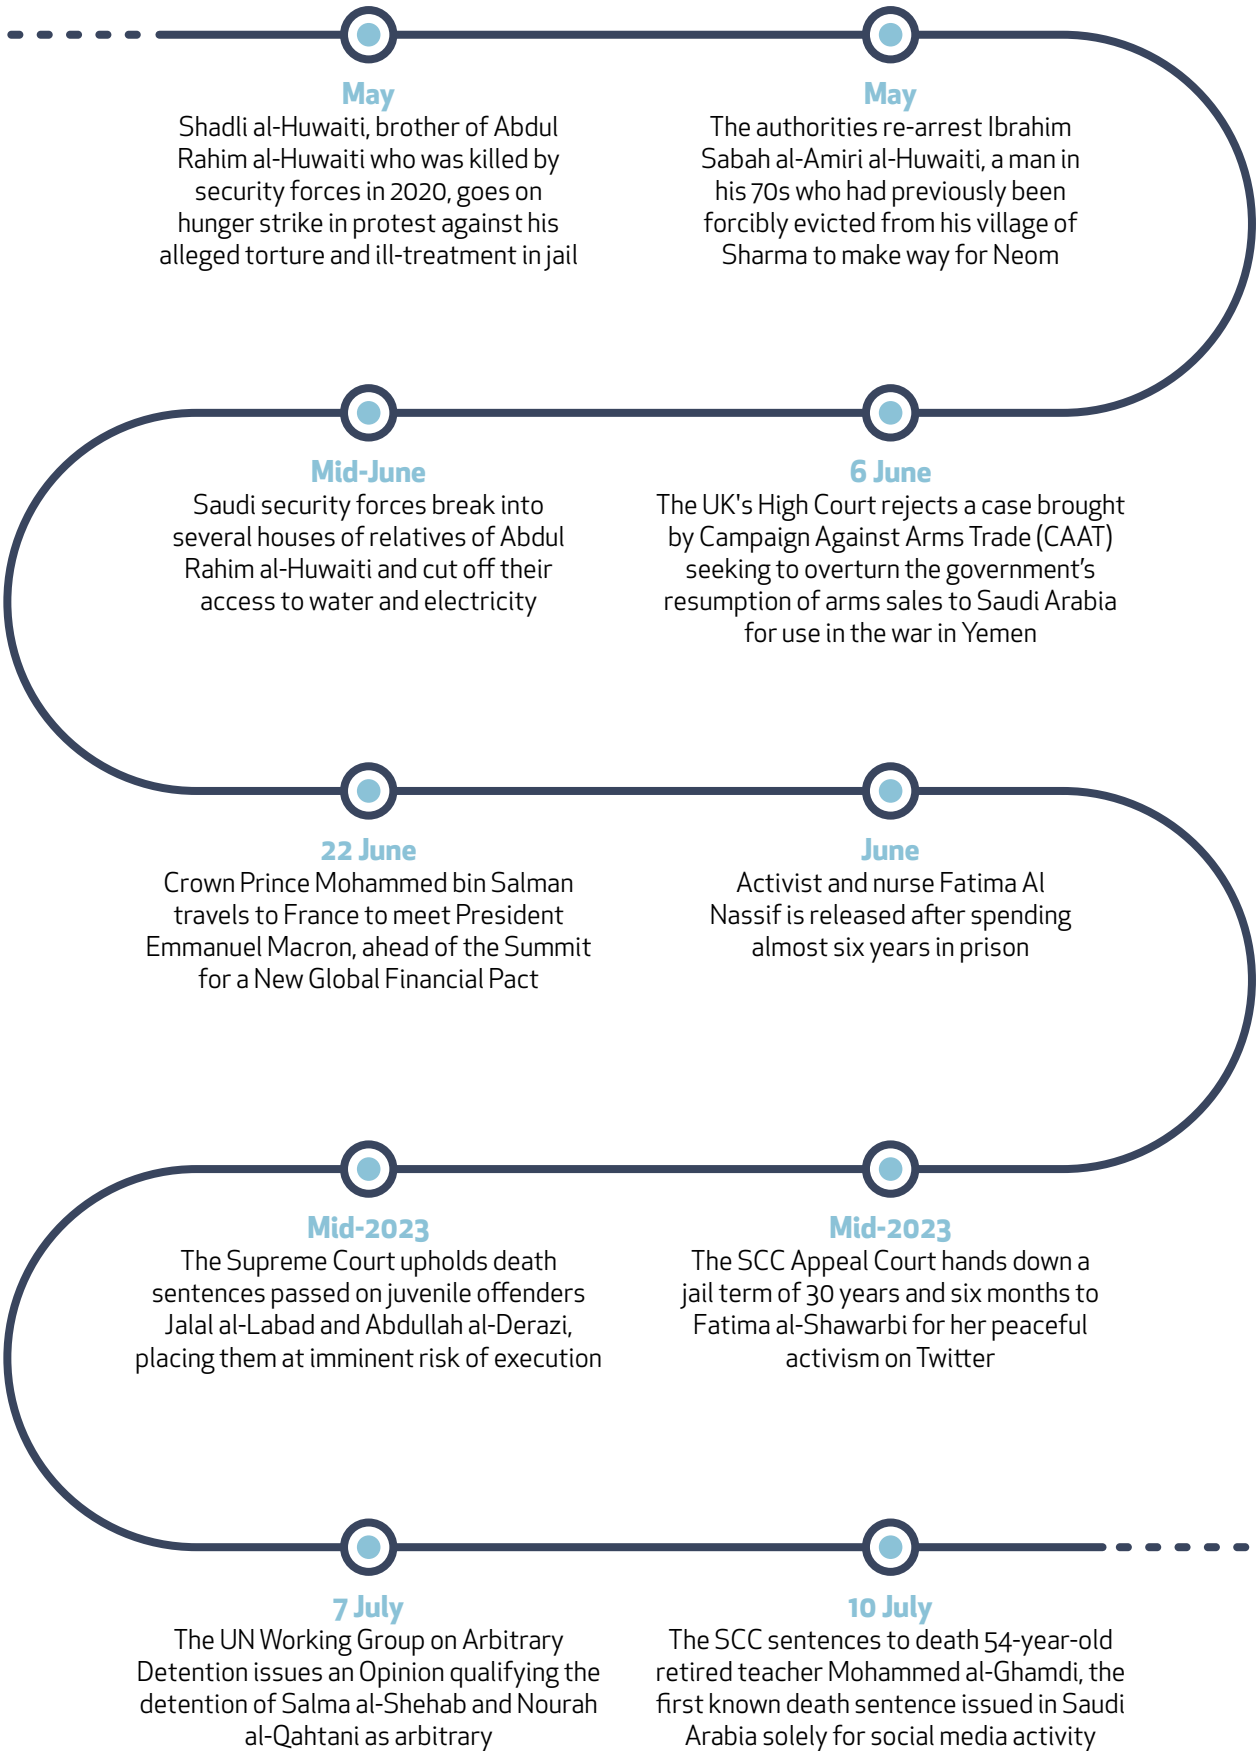 May
Shadli al-Huwaiti, brother of Abdul
Rahim al-Huwaiti who was killed by
security forces in 2020, goes on
hunger strike in protest against his
alleged torture and ill-treatment in jail
May
The authorities re-arrest Ibrahim
Sabah al-Amiri al-Huwaiti, a man in
his 70s who had previously been
forcibly evicted from his village of
Sharma to make way for Neom
6 June
The UK's High Court rejects a case brought
by Campaign Against Arms Trade (CAAT)
seeking to overturn the government’s
resumption of arms sales to Saudi Arabia
for use in the war in Yemen
Mid-June
Saudi security forces break into
several houses of relatives of Abdul
Rahim al-Huwaiti and cut off their
access to water and electricity
22 June
Crown Prince Mohammed bin Salman
travels to France to meet President
Emmanuel Macron, ahead of the Summit
for a New Global Financial Pact
June
Activist and nurse Fatima Al
Nassif is released after spending
almost six years in prison
Mid-2023
The SCC Appeal Court hands down a
jail term of 30 years and six months to
Fatima al-Shawarbi for her peaceful
activism on Twitter
Mid-2023
The Supreme Court upholds death
sentences passed on juvenile offenders
Jalal al-Labad and Abdullah al-Derazi,
placing them at imminent risk of execution
7 July
The UN Working Group on Arbitrary
Detention issues an Opinion qualifying the
detention of Salma al-Shehab and Nourah
al-Qahtani as arbitrary
10 July
The SCC sentences to death 54-year-old
retired teacher Mohammed al-Ghamdi, the
first known death sentence issued in Saudi
Arabia solely for social media activity